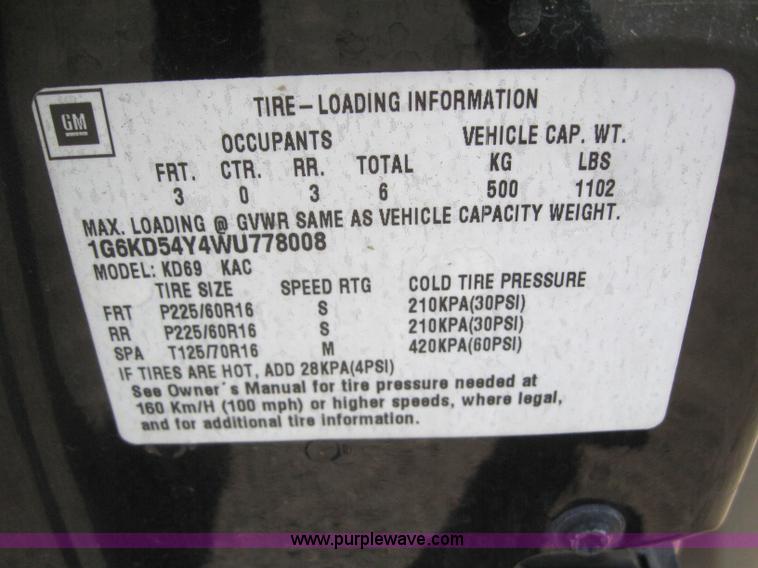 GM
TIRE-LOADING INFORMATION
OCCUPANTS VEHICLE CAP. WT.
FRT. CTR. RR. TOTAL KG LBS
3 0 3 6 500 1102
MAX. LOADING @ GVWR SAME AS VEHICLE CAPACITY WEIGHT.
1G6KD54Y4WU778008
MODEL: KD69 KAC
TIRE SIZE SPEED RTG COLD TIRE PRESSURE
FRT P225/60R16 S 210KPA(30PSI)
RR P225/60R16 S 210KPA(30PSI)
SPA T125/70R16 M 420KPA(60PSI)
IF TIRES ARE HOT, ADD 28KPA(4PSI)
See Owner's Manual for tire pressure needed at
160 Km/H (100 mph) or higher speeds, where legal,
and for additional tire information.
www.purplewave.com